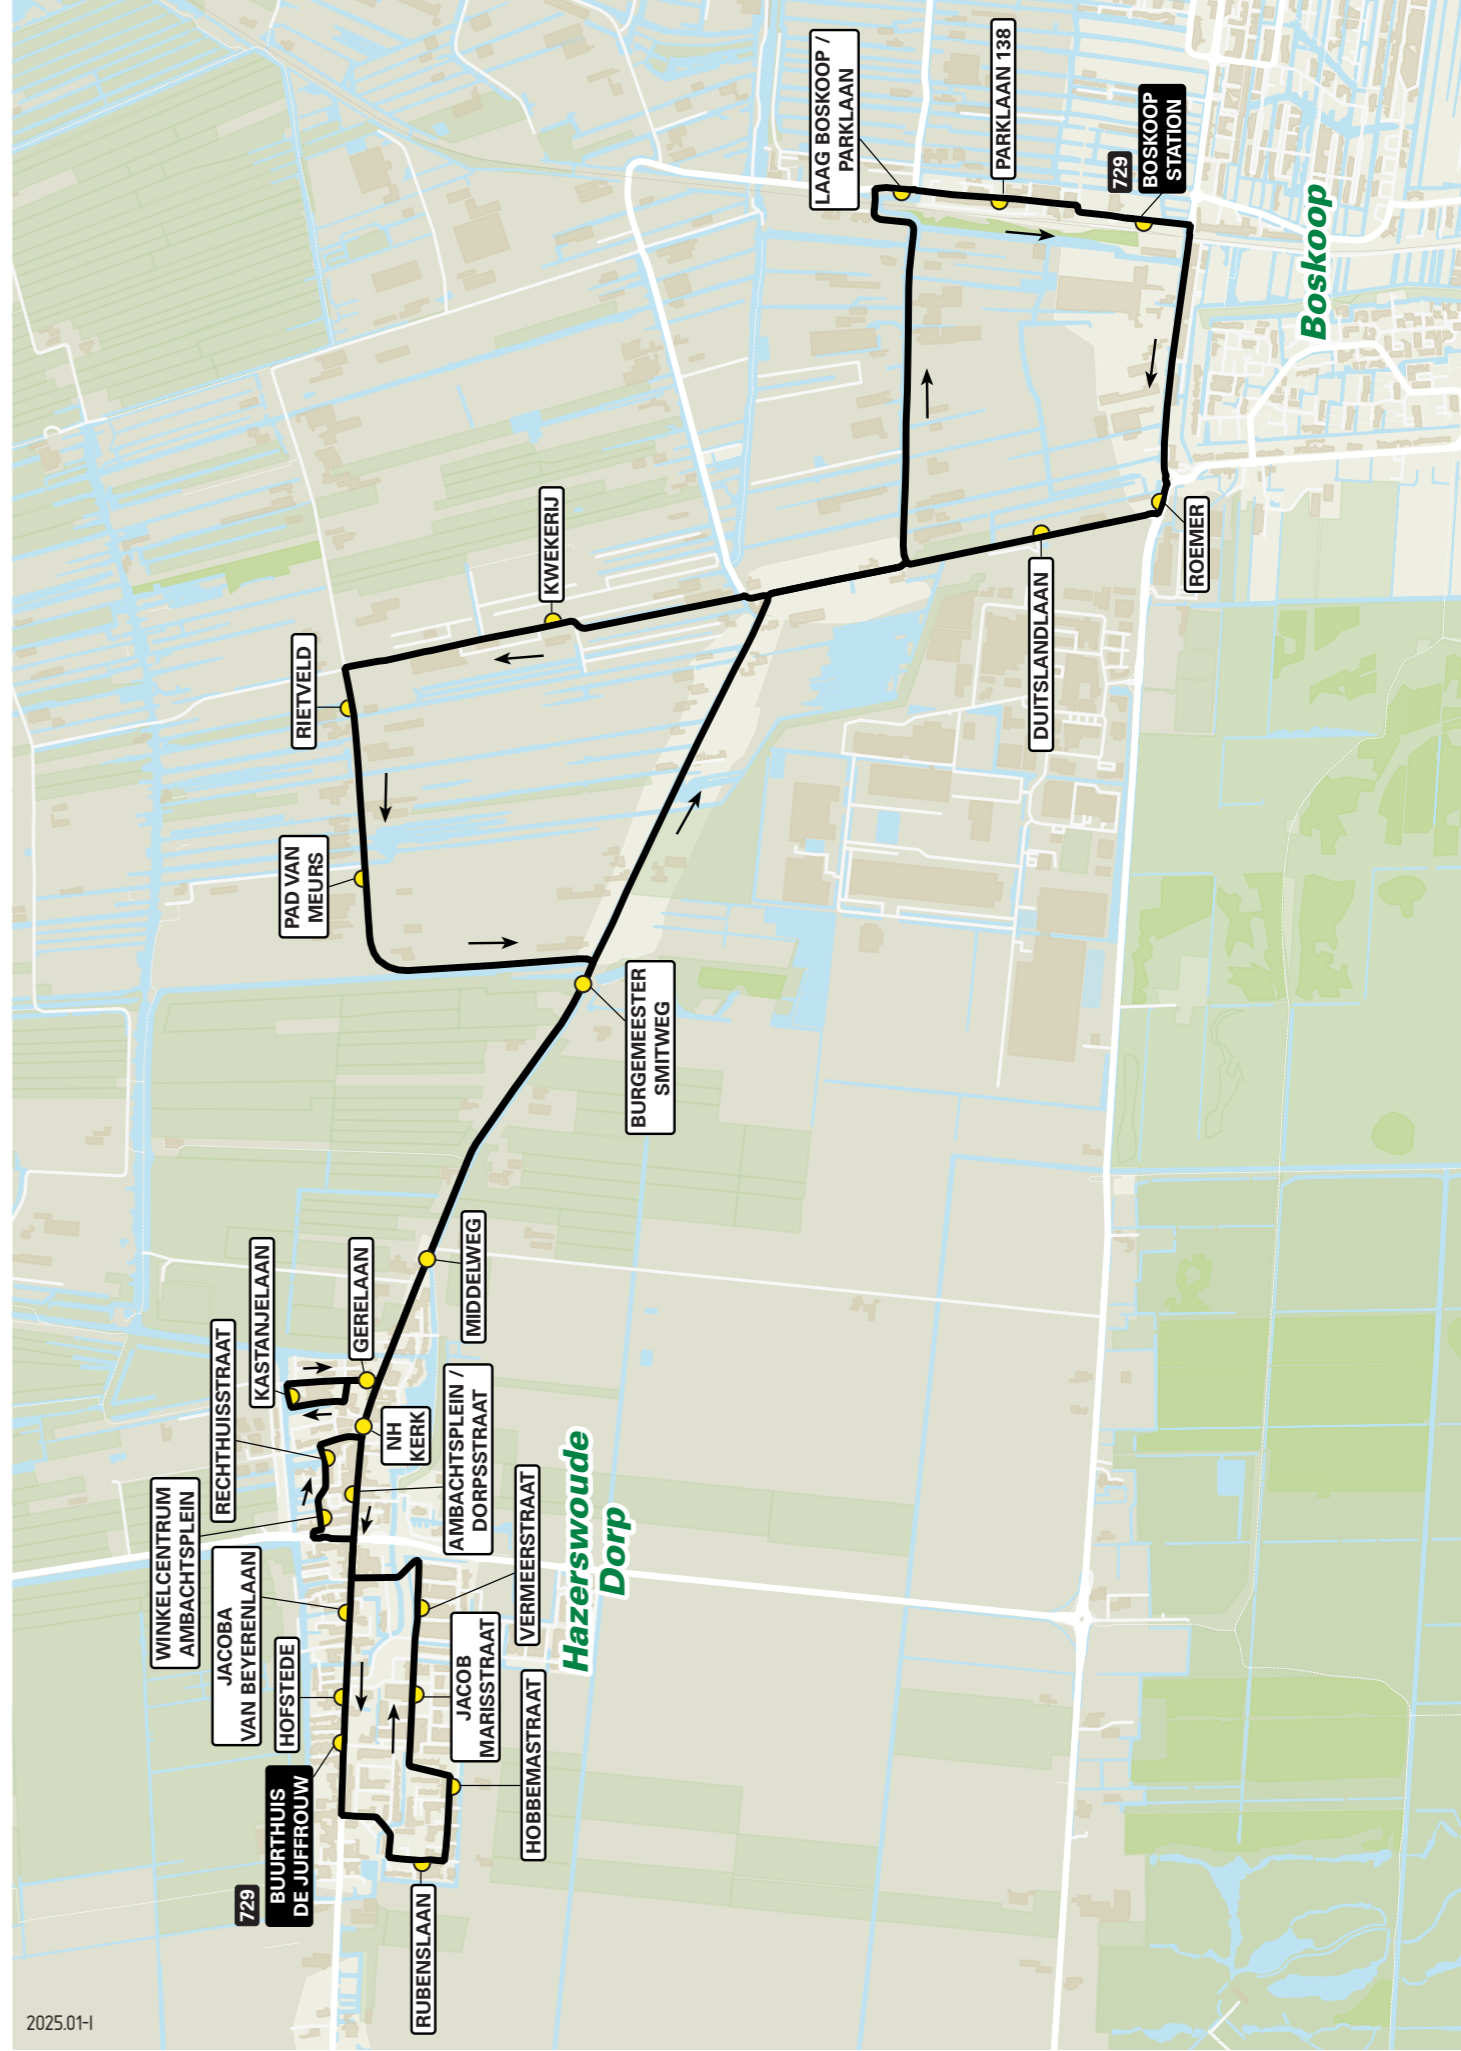 LAAG BOSKOOP /
PARKLAAN
PARKLAAN 138
729
BOSKOOP
STATION
Boskoop
KWEKERIJ
ROEMER
RIETVELD
DUITSLANDLAAN
PAD VAN
MEURS
BURGEMEESTER
SMITWEG
MIDDELWEG
KASTANJELAAN
GERELAAN
RECHTHUISSTRAAT
NH
KERK
AMBACHTSPLEIN /
DORPSSTRAAT
WINKELCENTRUM
AMBACHTSPLEIN
VERMEERSTRAAT
Hazerswoude
Dorp
JACOBA
VAN BEYERENLAAN
HOFSTEDE
JACOB
MARISSTRAAT
HOBBEMASTRAAT
729
BUURTHUIS
DE JUFFROUW
RUBENSLAAN
2025.01-I